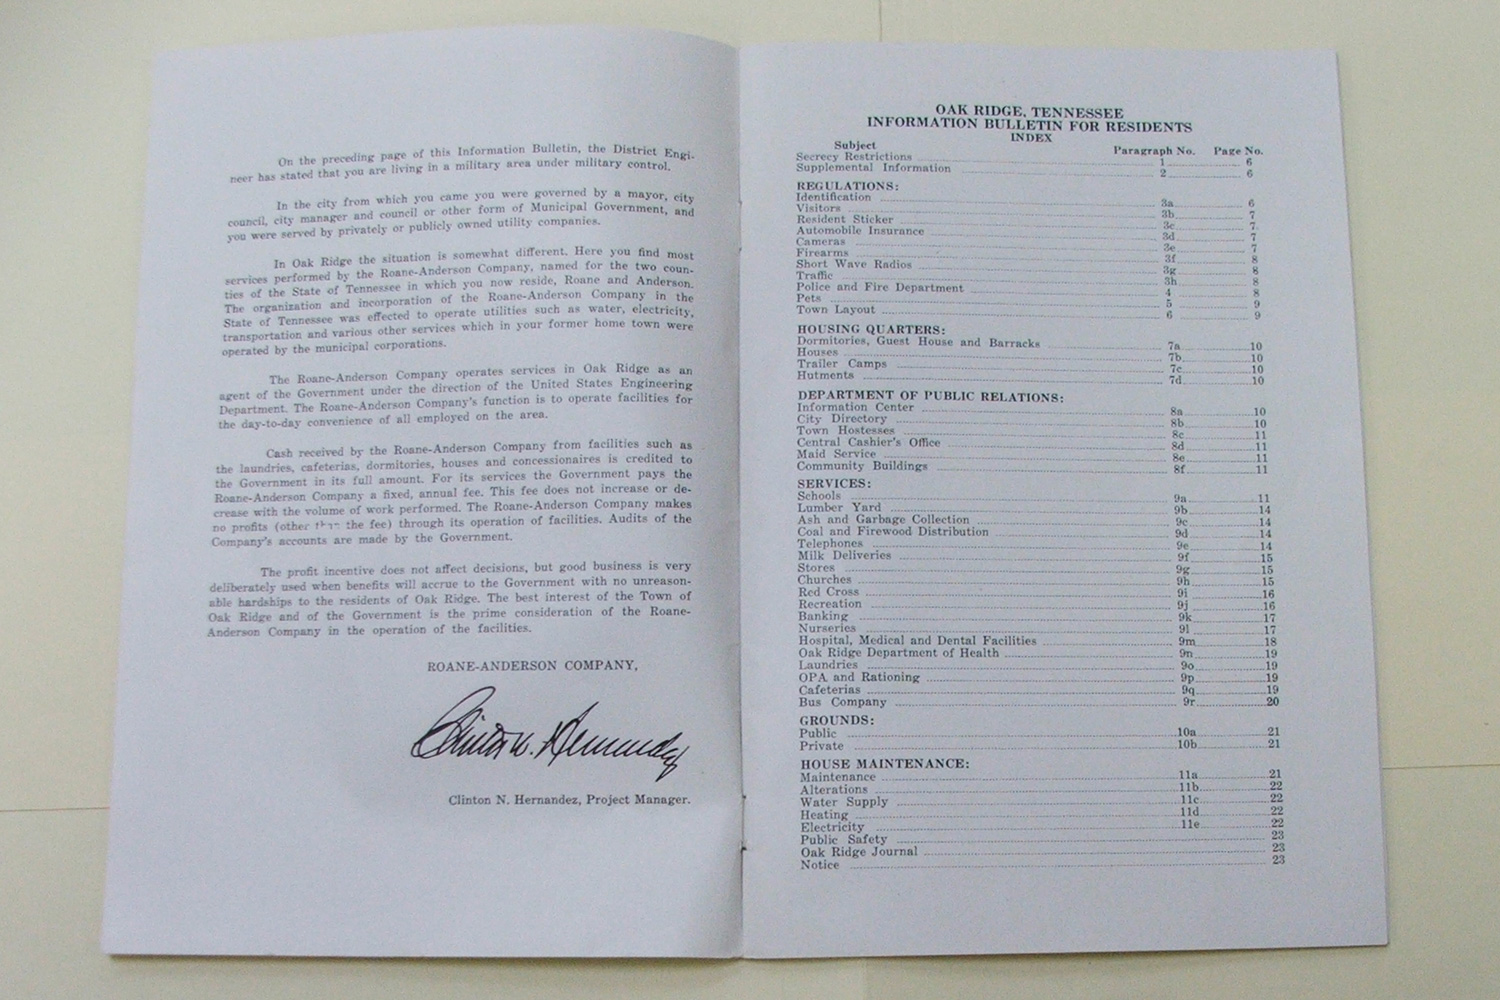 On the preceding page of this Information Bulletin, the District Engi-
neer has stated that you are living in a military area under military control.
In the city from which you came you were governed by a mayor, city
council, city manager and council or other form of Municipal Government, and
you were served by privately or publicly owned utility companies.
In Oak Ridge the situation is somewhat different. Here you find most
services performed by the Roane-Anderson Company, named for the two coun-
ties of the State of Tennessee in which you now reside, Roane and Anderson.
The organization and incorporation of the Roane-Anderson Company in the
State of Tennessee was effected to operate utilities such as water, electricity,
transportation and various other services which in your former home town were
operated by the municipal corporations.
The Roane-Anderson Company operates services in Oak Ridge as an
agent of the Government under the direction of the United States Engineering
Department. The Roane-Anderson Company's function is to operate facilities for
the day-to-day convenience of all employed on the area.
Cash received by the Roane-Anderson Company from facilities such as
the laundries, cafeterias, dormitories, houses and concessionaires is credited to
the Government in its full amount. For its services the Government pays the
Roane-Anderson Company a fixed, annual fee. This fee does not increase or de-
crease with the volume of work performed. The Roane-Anderson Company makes
no profits (other than the fee) through its operation of facilities. Audits of the
Company's accounts are made by the Government.
The profit incentive does not affect decisions, but good business is very
deliberately used when benefits will accrue to the Government with no unreason-
able hardships to the residents of Oak Ridge. The best interest of the Town of
Oak Ridge and of the Government is the prime consideration of the Roane-
Anderson Company in the operation of the facilities.
ROANE-ANDERSON COMPANY,
Clinton N. Hernandez
Clinton N. Hernandez, Project Manager.
OAK RIDGE, TENNESSEE
INFORMATION BULLETIN FOR RESIDENTS
INDEX
Subject Paragraph No. Page No.
Secrecy Restrictions 1 6
Supplemental Information 2 6
REGULATIONS:
Identification 3a 6
Visitors 3b 7
Resident Sticker 3c 7
Automobile Insurance 3d 7
Cameras 3e 7
Firearms 3f 8
Short Wave Radios 3g 8
Traffic 3h 8
Police and Fire Department 4 8
Pets 5 9
Town Layout 6 9
HOUSING QUARTERS:
Dormitories, Guest House and Barracks 7a 10
Houses 7b 10
Trailer Camps 7c 10
Hutments 7d 10
DEPARTMENT OF PUBLIC RELATIONS:
Information Center 8a 10
City Directory 8b 10
Town Hostesses 8c 11
Central Cashier's Office 8d 11
Maid Service 8e 11
Community Buildings 8f 11
SERVICES:
Schools 9a 11
Lumber Yard 9b 14
Ash and Garbage Collection 9c 14
Coal and Firewood Distribution 9d 14
Telephones 9e 14
Milk Deliveries 9f 15
Stores 9g 15
Churches 9h 15
Red Cross 9i 16
Recreation 9j 16
Banking 9k 17
Nurseries 9l 17
Hospital, Medical and Dental Facilities 9m 18
Oak Ridge Department of Health 9n 19
Laundries 9o 19
OPA and Rationing 9p 19
Cafeterias 9q 19
Bus Company 9r 20
GROUNDS:
Public 10a 21
Private 10b 21
HOUSE MAINTENANCE:
Maintenance 11a 21
Alterations 11b 22
Water Supply 11c 22
Heating 11d 22
Electricity 11e 22
Public Safety 23
Oak Ridge Journal 23
Notice 23